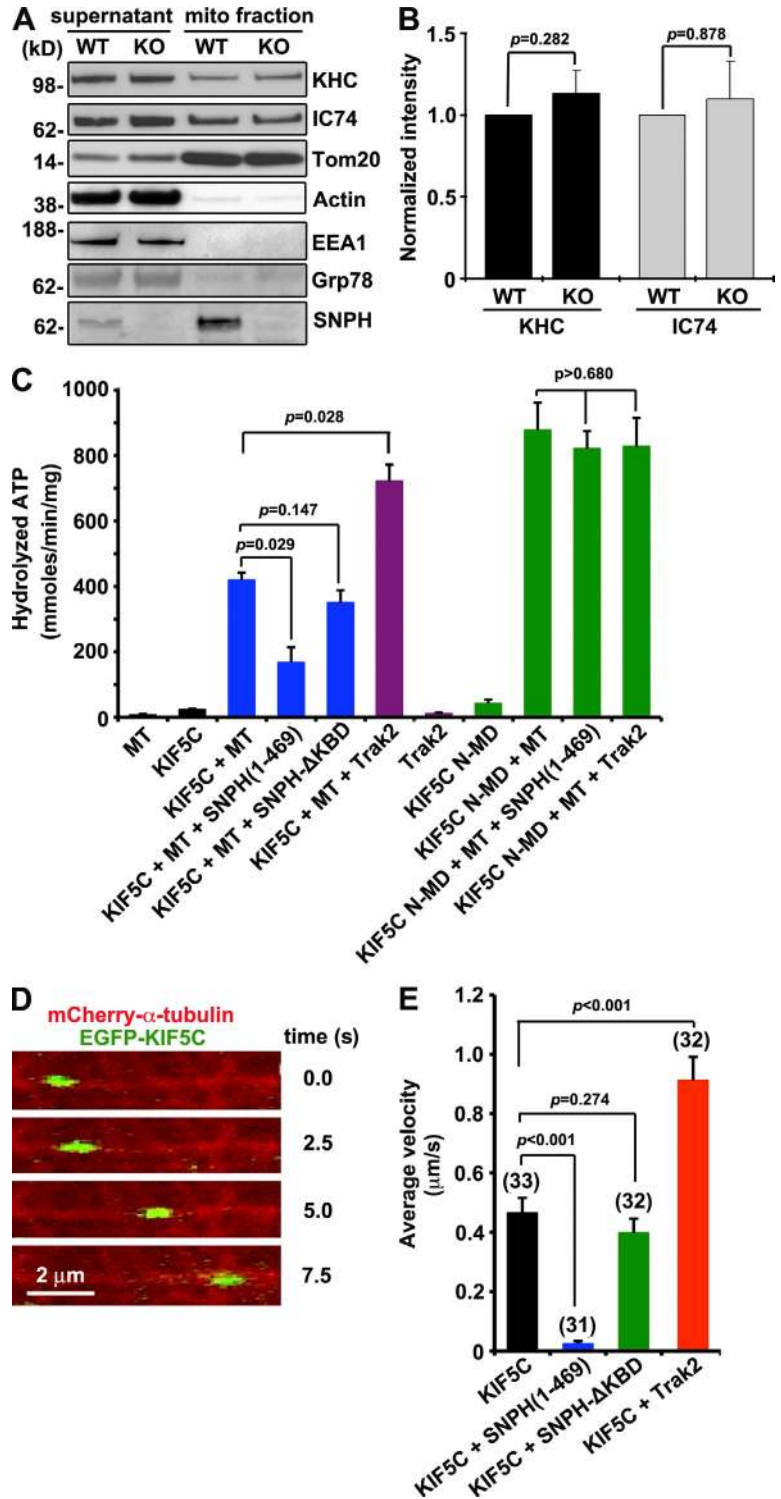 A
supernatant mito fraction
(kD) WT KO WT KO
98- KHC
62- IC74
14- Tom20
38- Actin
188- EEA1
62- Grp78
62- SNPH
B
Normalized intensity
1.5
1.0
0.5
0
p=0.282
p=0.878
WT KO WT KO
KHC IC74
C
Hydrolyzed ATP
(mmoles/min/mg)
1000
800
600
400
200
0
p=0.028
p=0.147
p=0.029
p>0.680
MT
KIF5C
KIF5C + MT
KIF5C + MT + SNPH(1-469)
KIF5C + MT + SNPH-ΔKBD
KIF5C + MT + Trak2
Trak2
KIF5C N-MD
KIF5C N-MD + MT
KIF5C N-MD + MT + SNPH(1-469)
KIF5C N-MD + MT + Trak2
D
mCherry-α-tubulin
EGFP-KIF5C
time (s)
0.0
2.5
5.0
7.5
2 μm
E
Average velocity
(μm/s)
1.2
1.0
0.8
0.6
0.4
0.2
0
p<0.001
p=0.274
p<0.001
(33)
(31)
(32)
(32)
KIF5C
KIF5C + SNPH(1-469)
KIF5C + SNPH-ΔKBD
KIF5C + Trak2